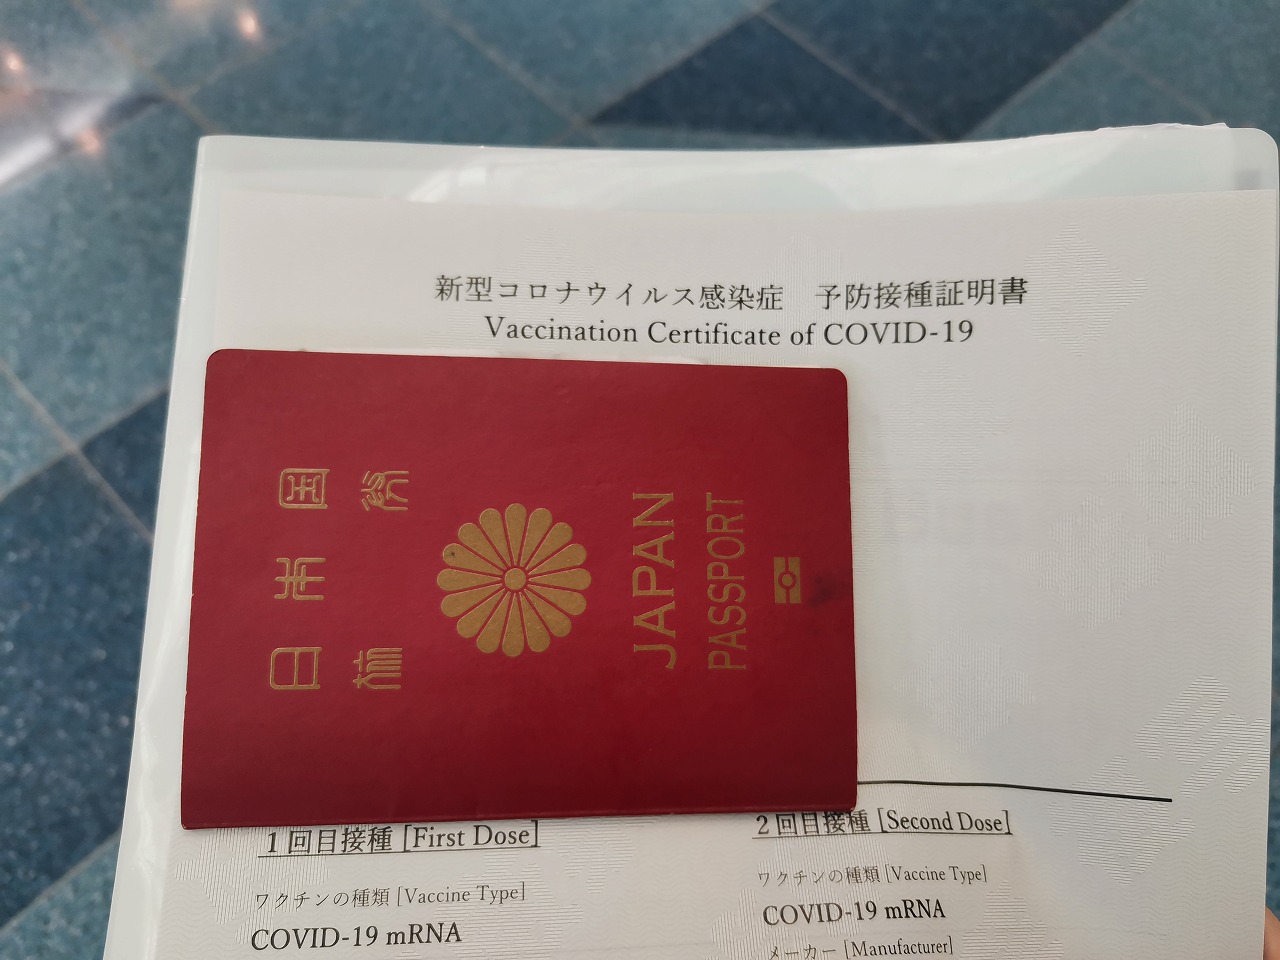 新型コロナウイルス感染症　予防接種証明書
Vaccination Certificate of COVID-19
日本国
旅券
JAPAN
PASSPORT
1回目接種 [First Dose]
ワクチンの種類 [Vaccine Type]
COVID-19 mRNA
2回目接種 [Second Dose]
ワクチンの種類 [Vaccine Type]
COVID-19 mRNA
メーカー [Manufacturer]